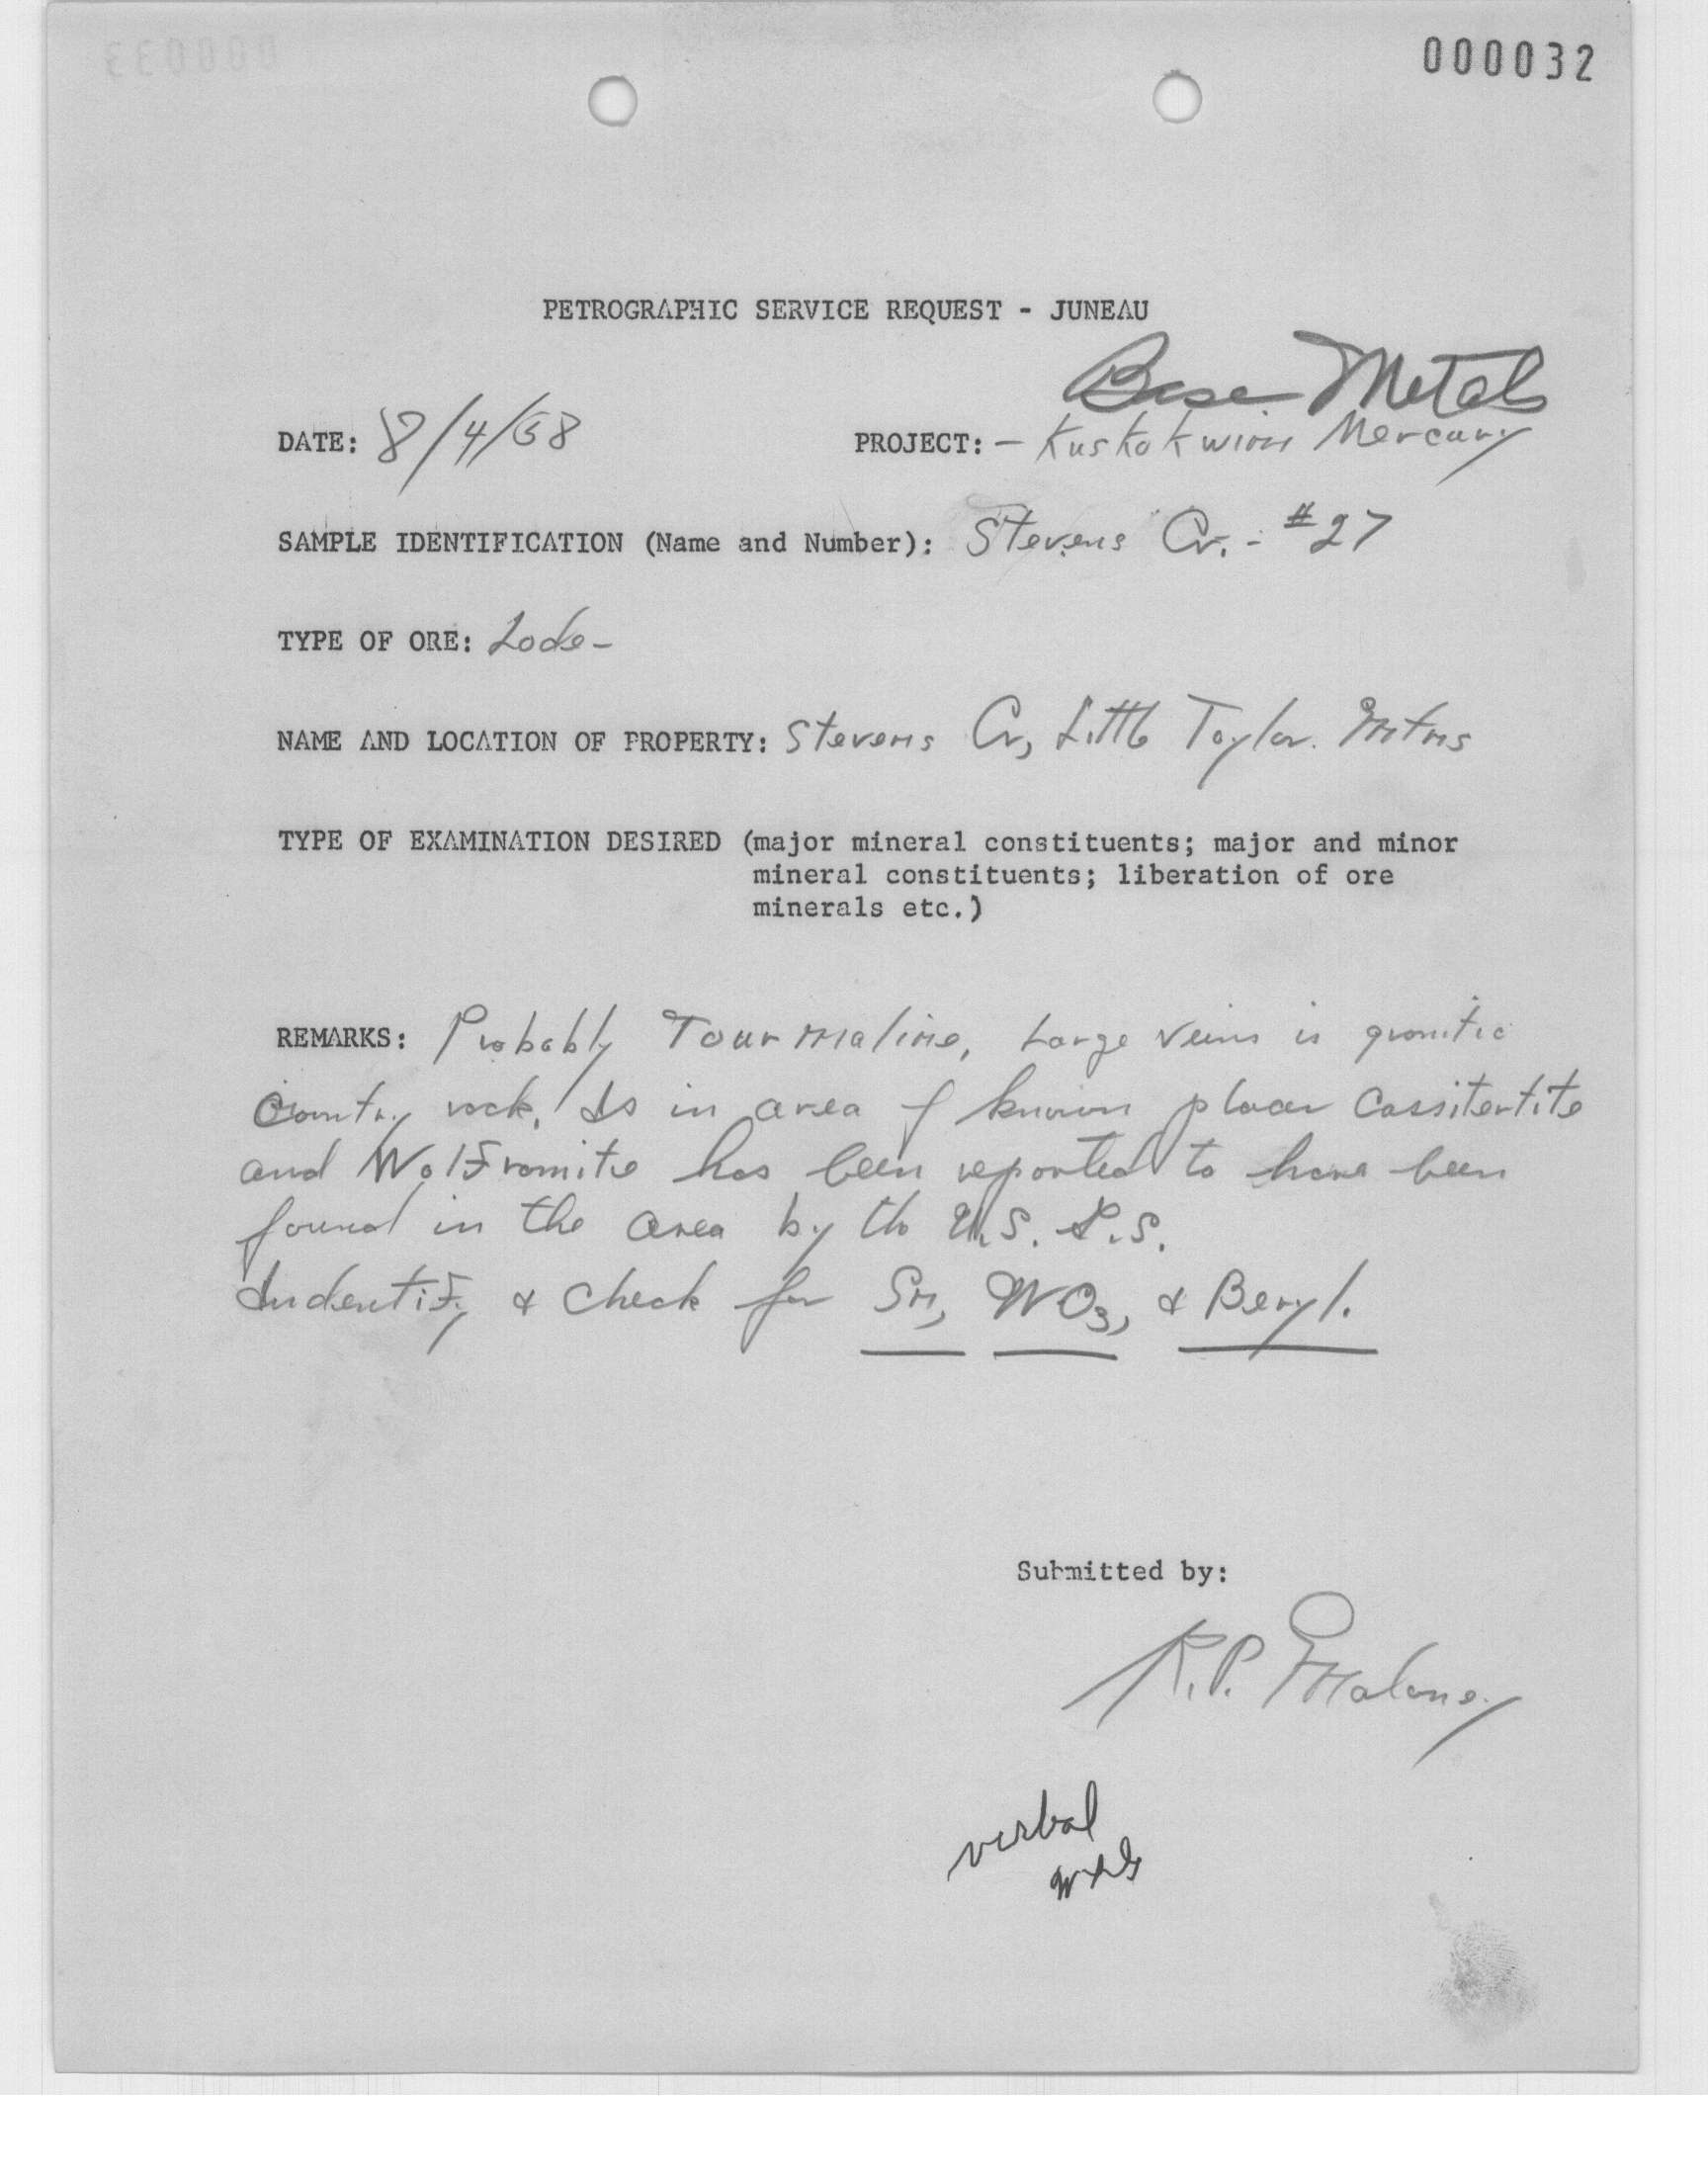 000032
PETROGRAPHIC SERVICE REQUEST - JUNEAU
Base Metals
DATE: 8/4/68 PROJECT: - Kuskokwim Mercury
SAMPLE IDENTIFICATION (Name and Number): Stevens Cr. - #27
TYPE OF ORE: Lode -
NAME AND LOCATION OF PROPERTY: Stevens Cr, Little Taylor Mtns
TYPE OF EXAMINATION DESIRED (major mineral constituents; major and minor
mineral constituents; liberation of ore
minerals etc.)
REMARKS: Probably Tourmaline, Large veins is granitic
Country rock, Is in area of known placer Cassitertite
and Wolframite has been reported to have been
found in the area by the U.S.G.S.
Indentify & Check for Sn, WO3, & Beryl.
Submitted by:
R.P. Maloney
verbal